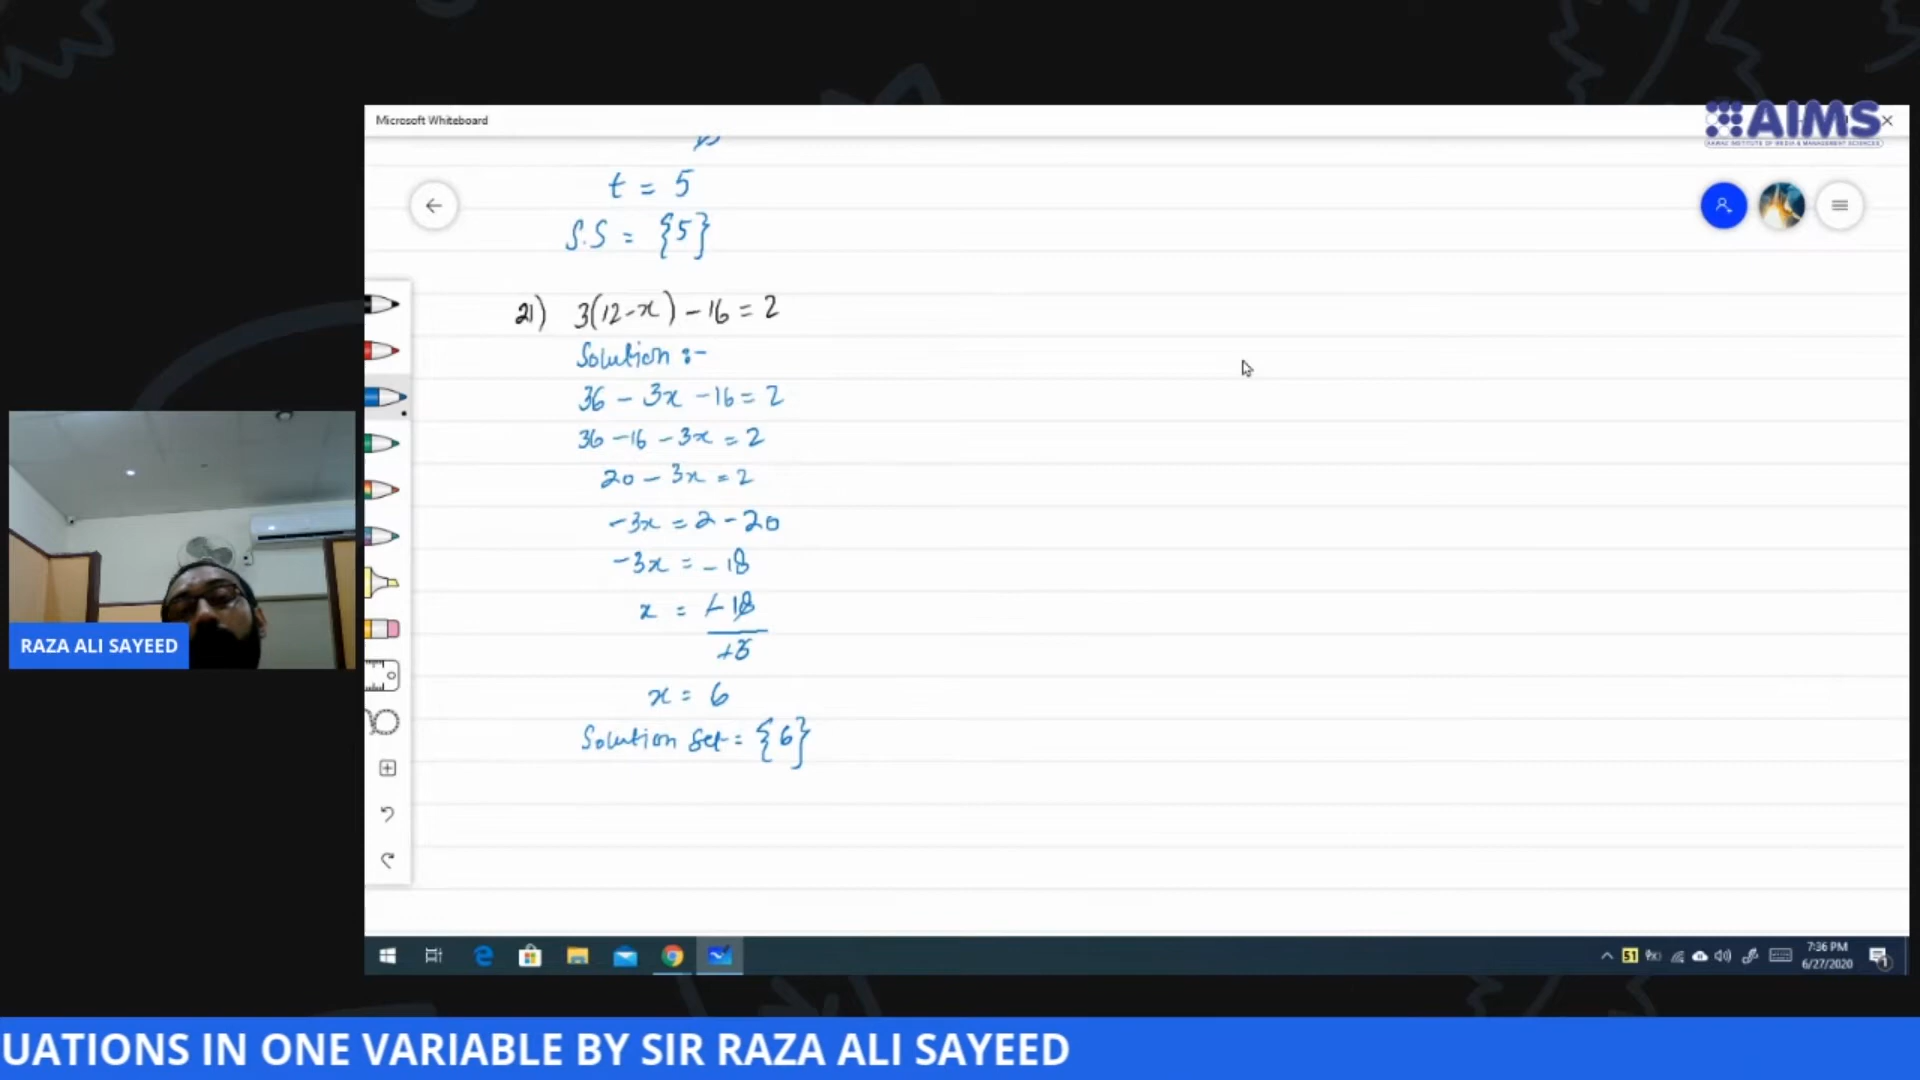 Microsoft Whiteboard
AIMS
t = 5
S.S = {5}
21) 3(12-x) - 16 = 2
Solution :-
36 - 3x - 16 = 2
36 - 16 - 3x = 2
20 - 3x = 2
-3x = 2 - 20
-3x = -18
x = -18
-3
x = 6
Solution set = {6}
RAZA ALI SAYEED
51
7:36 PM
6/27/2020
1
UATIONS IN ONE VARIABLE BY SIR RAZA ALI SAYEED